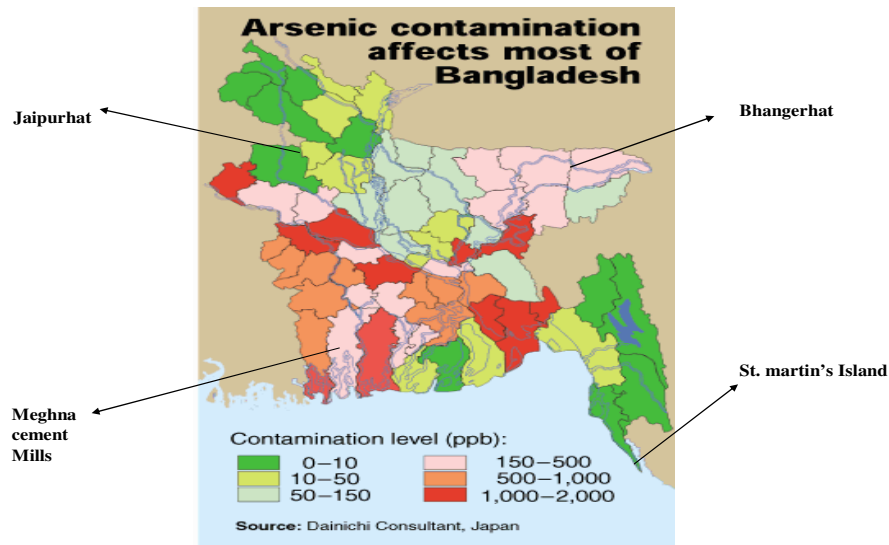 Arsenic contamination
affects most of
Bangladesh
Jaipurhat
Bhangerhat
St. martin's Island
Meghna
cement
Mills
Contamination level (ppb):
0–10
10–50
50–150
150–500
500–1,000
1,000–2,000
Source: Dainichi Consultant, Japan